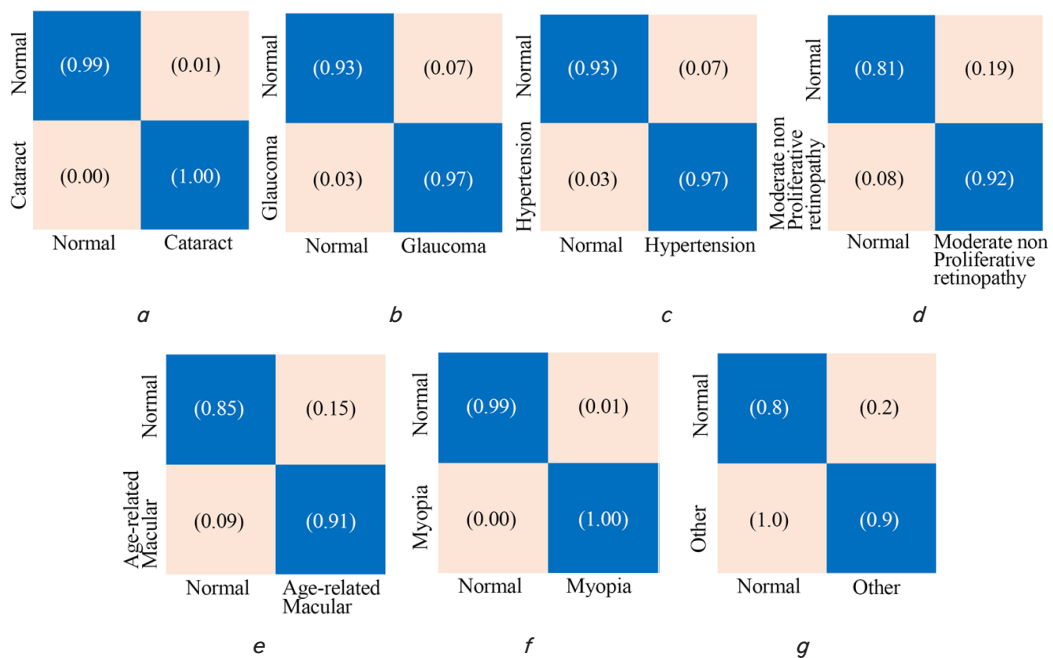 Normal (0.99) (0.01)
Cataract (0.00) (1.00)
Normal Cataract
a
Normal (0.93) (0.07)
Glaucoma (0.03) (0.97)
Normal Glaucoma
b
Normal (0.93) (0.07)
Hypertension (0.03) (0.97)
Normal Hypertension
c
Normal (0.81) (0.19)
Moderate non
Proliferative
retinopathy
(0.08) (0.92)
Normal Moderate non
Proliferative
retinopathy
d
Normal (0.85) (0.15)
Age-related
Macular
(0.09) (0.91)
Normal Age-related
Macular
e
Normal (0.99) (0.01)
Myopia (0.00) (1.00)
Normal Myopia
f
Normal (0.8) (0.2)
Other (1.0) (0.9)
Normal Other
g